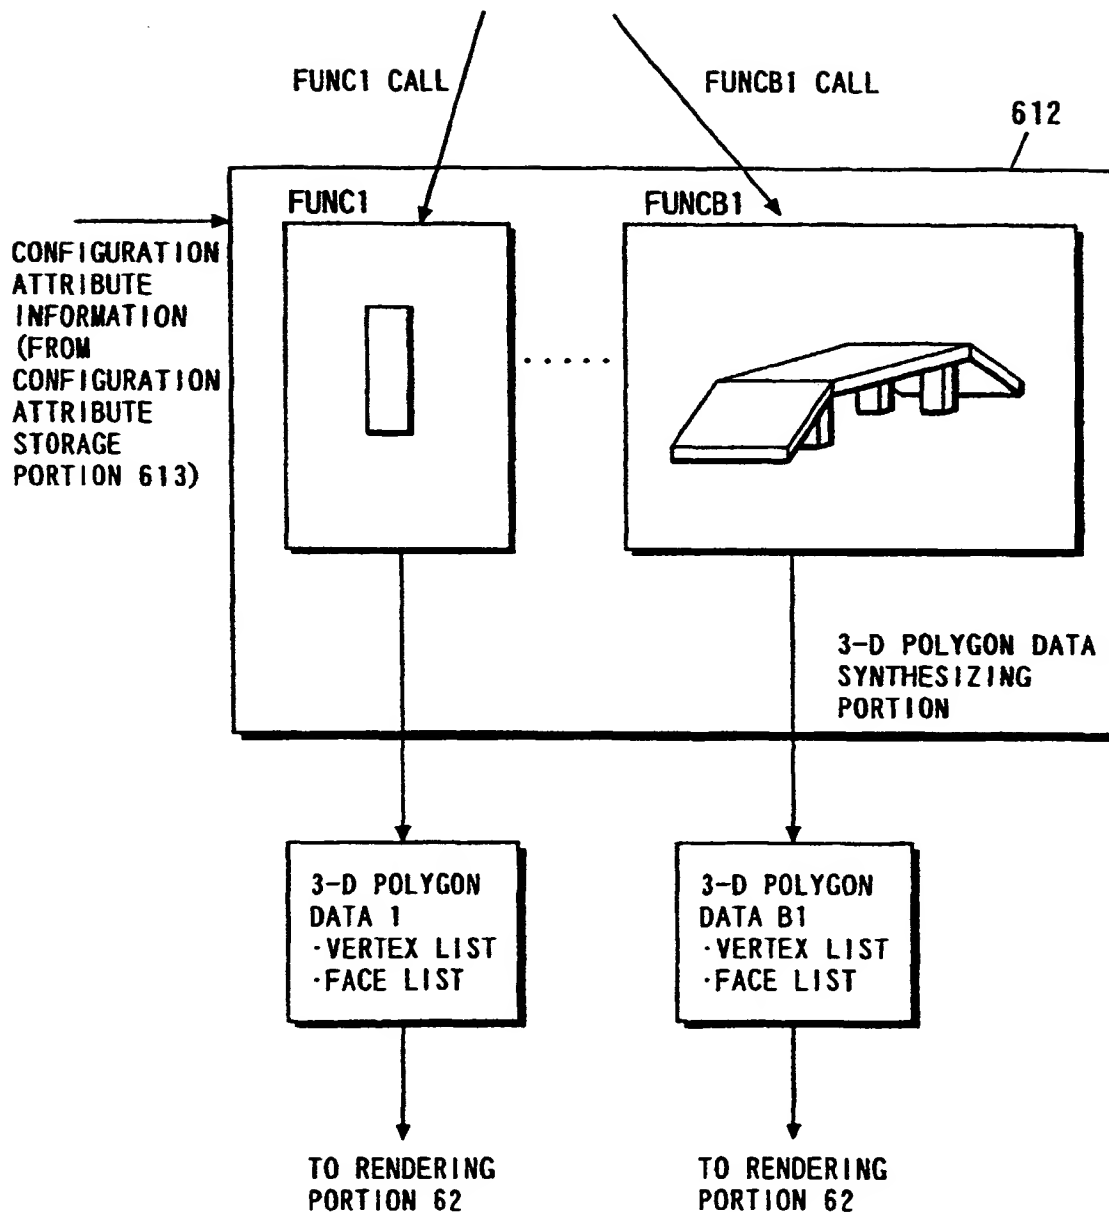 FUNC1 CALL
FUNCB1 CALL
612
FUNC1
FUNCB1
CONFIGURATION
ATTRIBUTE
INFORMATION
(FROM
CONFIGURATION
ATTRIBUTE
STORAGE
PORTION 613)
3-D POLYGON DATA
SYNTHESIZING
PORTION
3-D POLYGON
DATA 1
·VERTEX LIST
·FACE LIST
3-D POLYGON
DATA B1
·VERTEX LIST
·FACE LIST
TO RENDERING
PORTION 62
TO RENDERING
PORTION 62